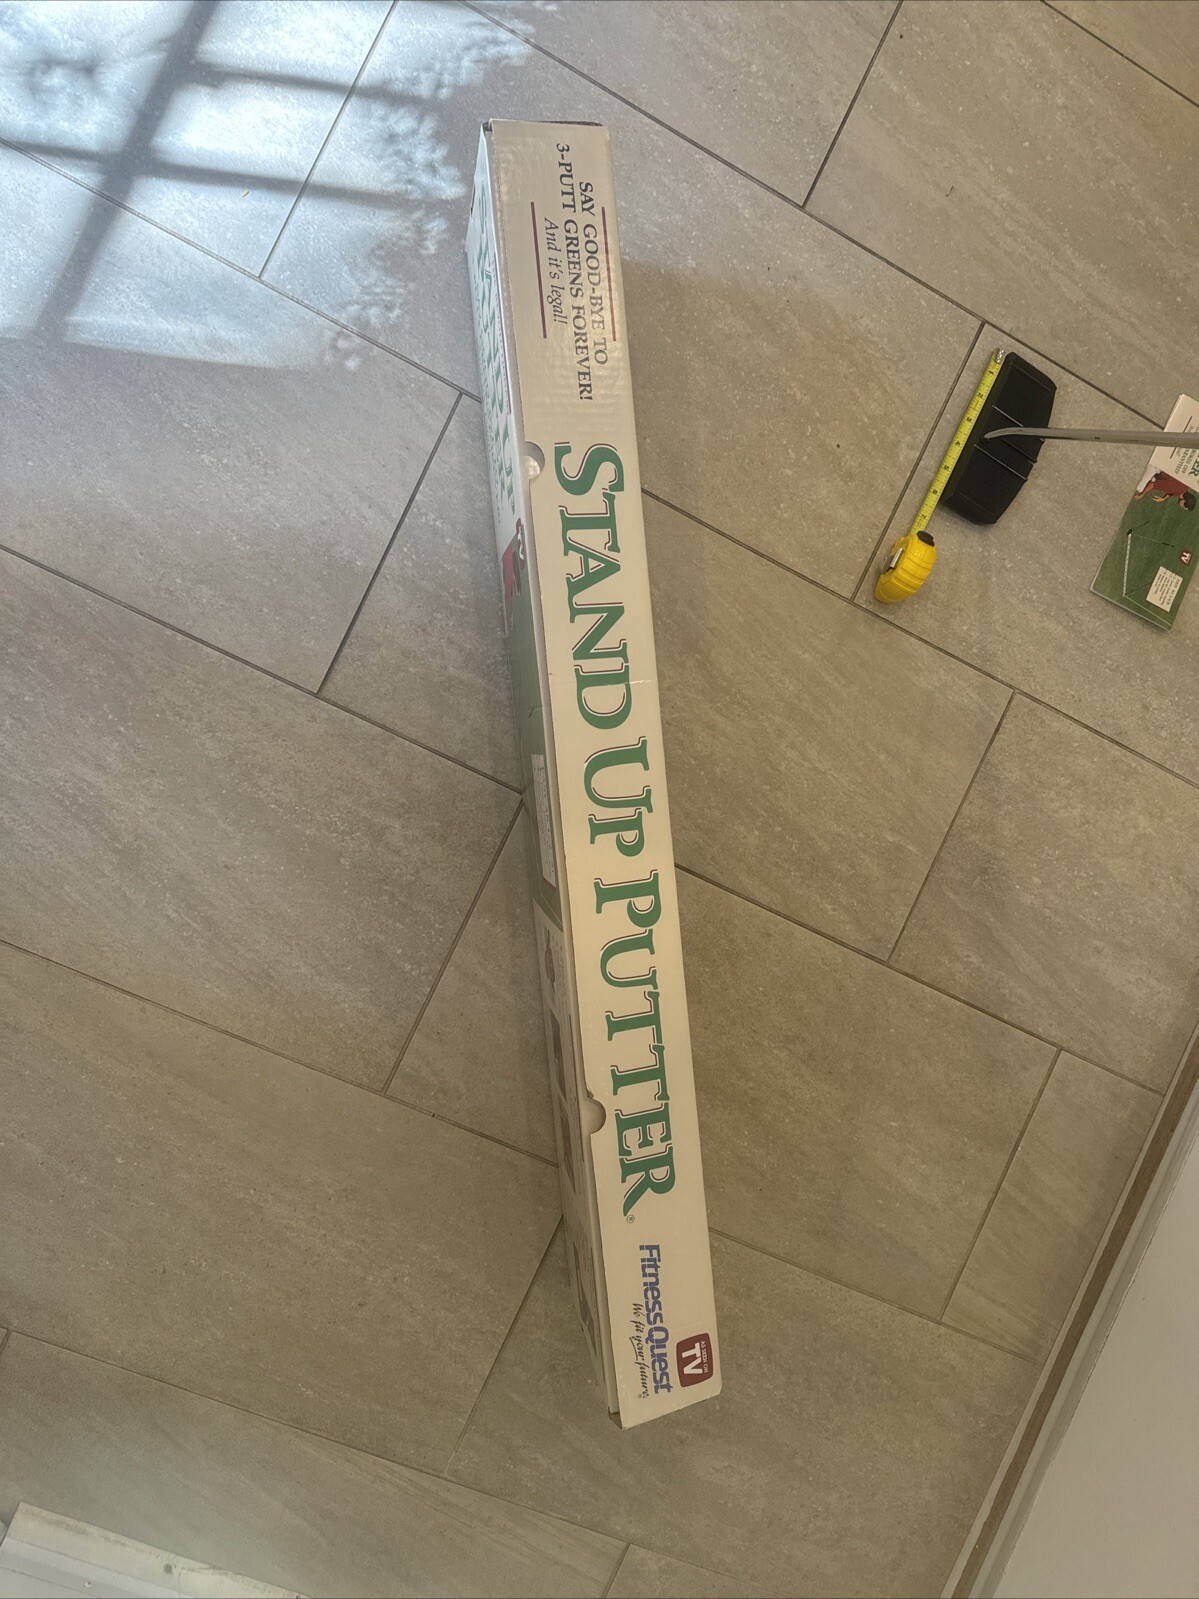 SAY GOOD-BYE TO
3-PUTT GREENS FOREVER!
And it's legal!
STAND UP PUTTER®
FitnessQuest
We fit your future.®
AS SEEN ON
TV